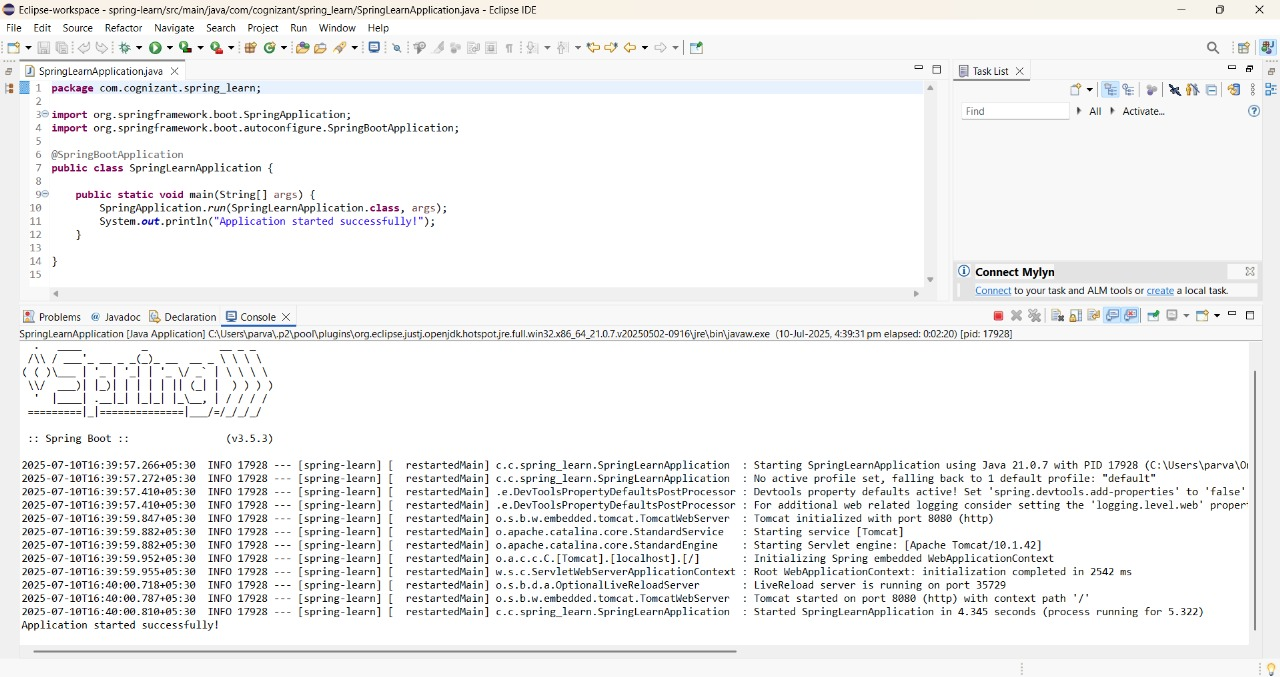 Eclipse-workspace - spring-learn/src/main/java/com/cognizant/spring_learn/SpringLearnApplication.java - Eclipse IDE
File Edit Source Refactor Navigate Search Project Run Window Help
SpringLearnApplication.java
1 package com.cognizant.spring_learn;
2
3 import org.springframework.boot.SpringApplication;
4 import org.springframework.boot.autoconfigure.SpringBootApplication;
5
6 @SpringBootApplication
7 public class SpringLearnApplication {
8
9 public static void main(String[] args) {
10 SpringApplication.run(SpringLearnApplication.class, args);
11 System.out.println("Application started successfully!");
12 }
13
14 }
15
Task List
Find All Activate...
Connect Mylyn
Connect to your task and ALM tools or create a local task.
Problems Javadoc Declaration Console
SpringLearnApplication [Java Application] C:\Users\parva\.p2\pool\plugins\org.eclipse.justj.openjdk.hotspot.jre.full.win32.x86_64_21.0.7.v20250502-0916\jre\bin\javaw.exe (10-Jul-2025, 4:39:31 pm elapsed: 0:02:20) [pid: 17928]
:: Spring Boot :: (v3.5.3)
2025-07-10T16:39:57.266+05:30 INFO 17928 --- [spring-learn] [ restartedMain] c.c.spring_learn.SpringLearnApplication : Starting SpringLearnApplication using Java 21.0.7 with PID 17928 (C:\Users\parva\O
2025-07-10T16:39:57.272+05:30 INFO 17928 --- [spring-learn] [ restartedMain] c.c.spring_learn.SpringLearnApplication : No active profile set, falling back to 1 default profile: "default"
2025-07-10T16:39:57.410+05:30 INFO 17928 --- [spring-learn] [ restartedMain] .e.DevToolsPropertyDefaultsPostProcessor : Devtools property defaults active! Set 'spring.devtools.add-properties' to 'false'
2025-07-10T16:39:57.410+05:30 INFO 17928 --- [spring-learn] [ restartedMain] .e.DevToolsPropertyDefaultsPostProcessor : For additional web related logging consider setting the 'logging.level.web' proper
2025-07-10T16:39:59.847+05:30 INFO 17928 --- [spring-learn] [ restartedMain] o.s.b.w.embedded.tomcat.TomcatWebServer : Tomcat initialized with port 8080 (http)
2025-07-10T16:39:59.882+05:30 INFO 17928 --- [spring-learn] [ restartedMain] o.apache.catalina.core.StandardService : Starting service [Tomcat]
2025-07-10T16:39:59.882+05:30 INFO 17928 --- [spring-learn] [ restartedMain] o.apache.catalina.core.StandardEngine : Starting Servlet engine: [Apache Tomcat/10.1.42]
2025-07-10T16:39:59.952+05:30 INFO 17928 --- [spring-learn] [ restartedMain] o.a.c.c.C.[Tomcat].[localhost].[/] : Initializing Spring embedded WebApplicationContext
2025-07-10T16:39:59.955+05:30 INFO 17928 --- [spring-learn] [ restartedMain] w.s.c.ServletWebServerApplicationContext : Root WebApplicationContext: initialization completed in 2542 ms
2025-07-10T16:40:00.718+05:30 INFO 17928 --- [spring-learn] [ restartedMain] o.s.b.d.a.OptionalLiveReloadServer : LiveReload server is running on port 35729
2025-07-10T16:40:00.787+05:30 INFO 17928 --- [spring-learn] [ restartedMain] o.s.b.w.embedded.tomcat.TomcatWebServer : Tomcat started on port 8080 (http) with context path '/'
2025-07-10T16:40:00.810+05:30 INFO 17928 --- [spring-learn] [ restartedMain] c.c.spring_learn.SpringLearnApplication : Started SpringLearnApplication in 4.345 seconds (process running for 5.322)
Application started successfully!